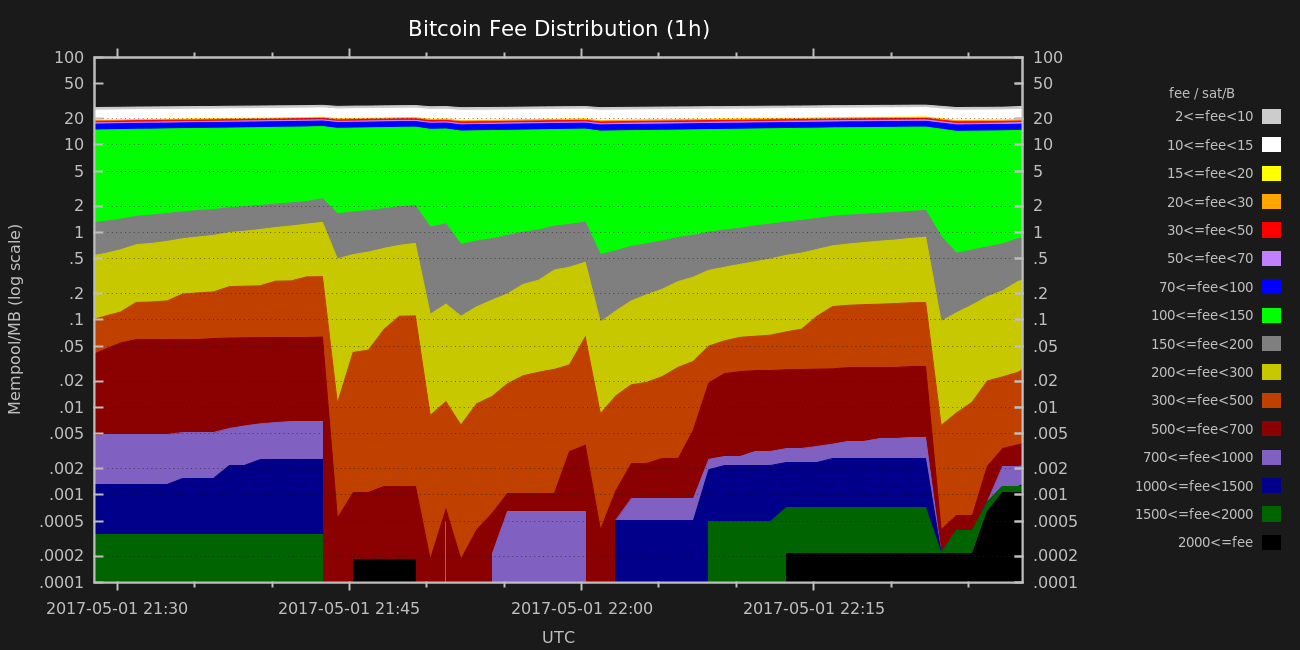 Bitcoin Fee Distribution (1h)
100 100
50 50
20 20
10 10
5 5
2 2
1 1
.5 .5
.2 .2
.1 .1
.05 .05
.02 .02
.01 .01
.005 .005
.002 .002
.001 .001
.0005 .0005
.0002 .0002
.0001 .0001
Mempool/MB (log scale)
2017-05-01 21:30 2017-05-01 21:45 2017-05-01 22:00 2017-05-01 22:15
UTC
fee / sat/B
2<=fee<10
10<=fee<15
15<=fee<20
20<=fee<30
30<=fee<50
50<=fee<70
70<=fee<100
100<=fee<150
150<=fee<200
200<=fee<300
300<=fee<500
500<=fee<700
700<=fee<1000
1000<=fee<1500
1500<=fee<2000
2000<=fee